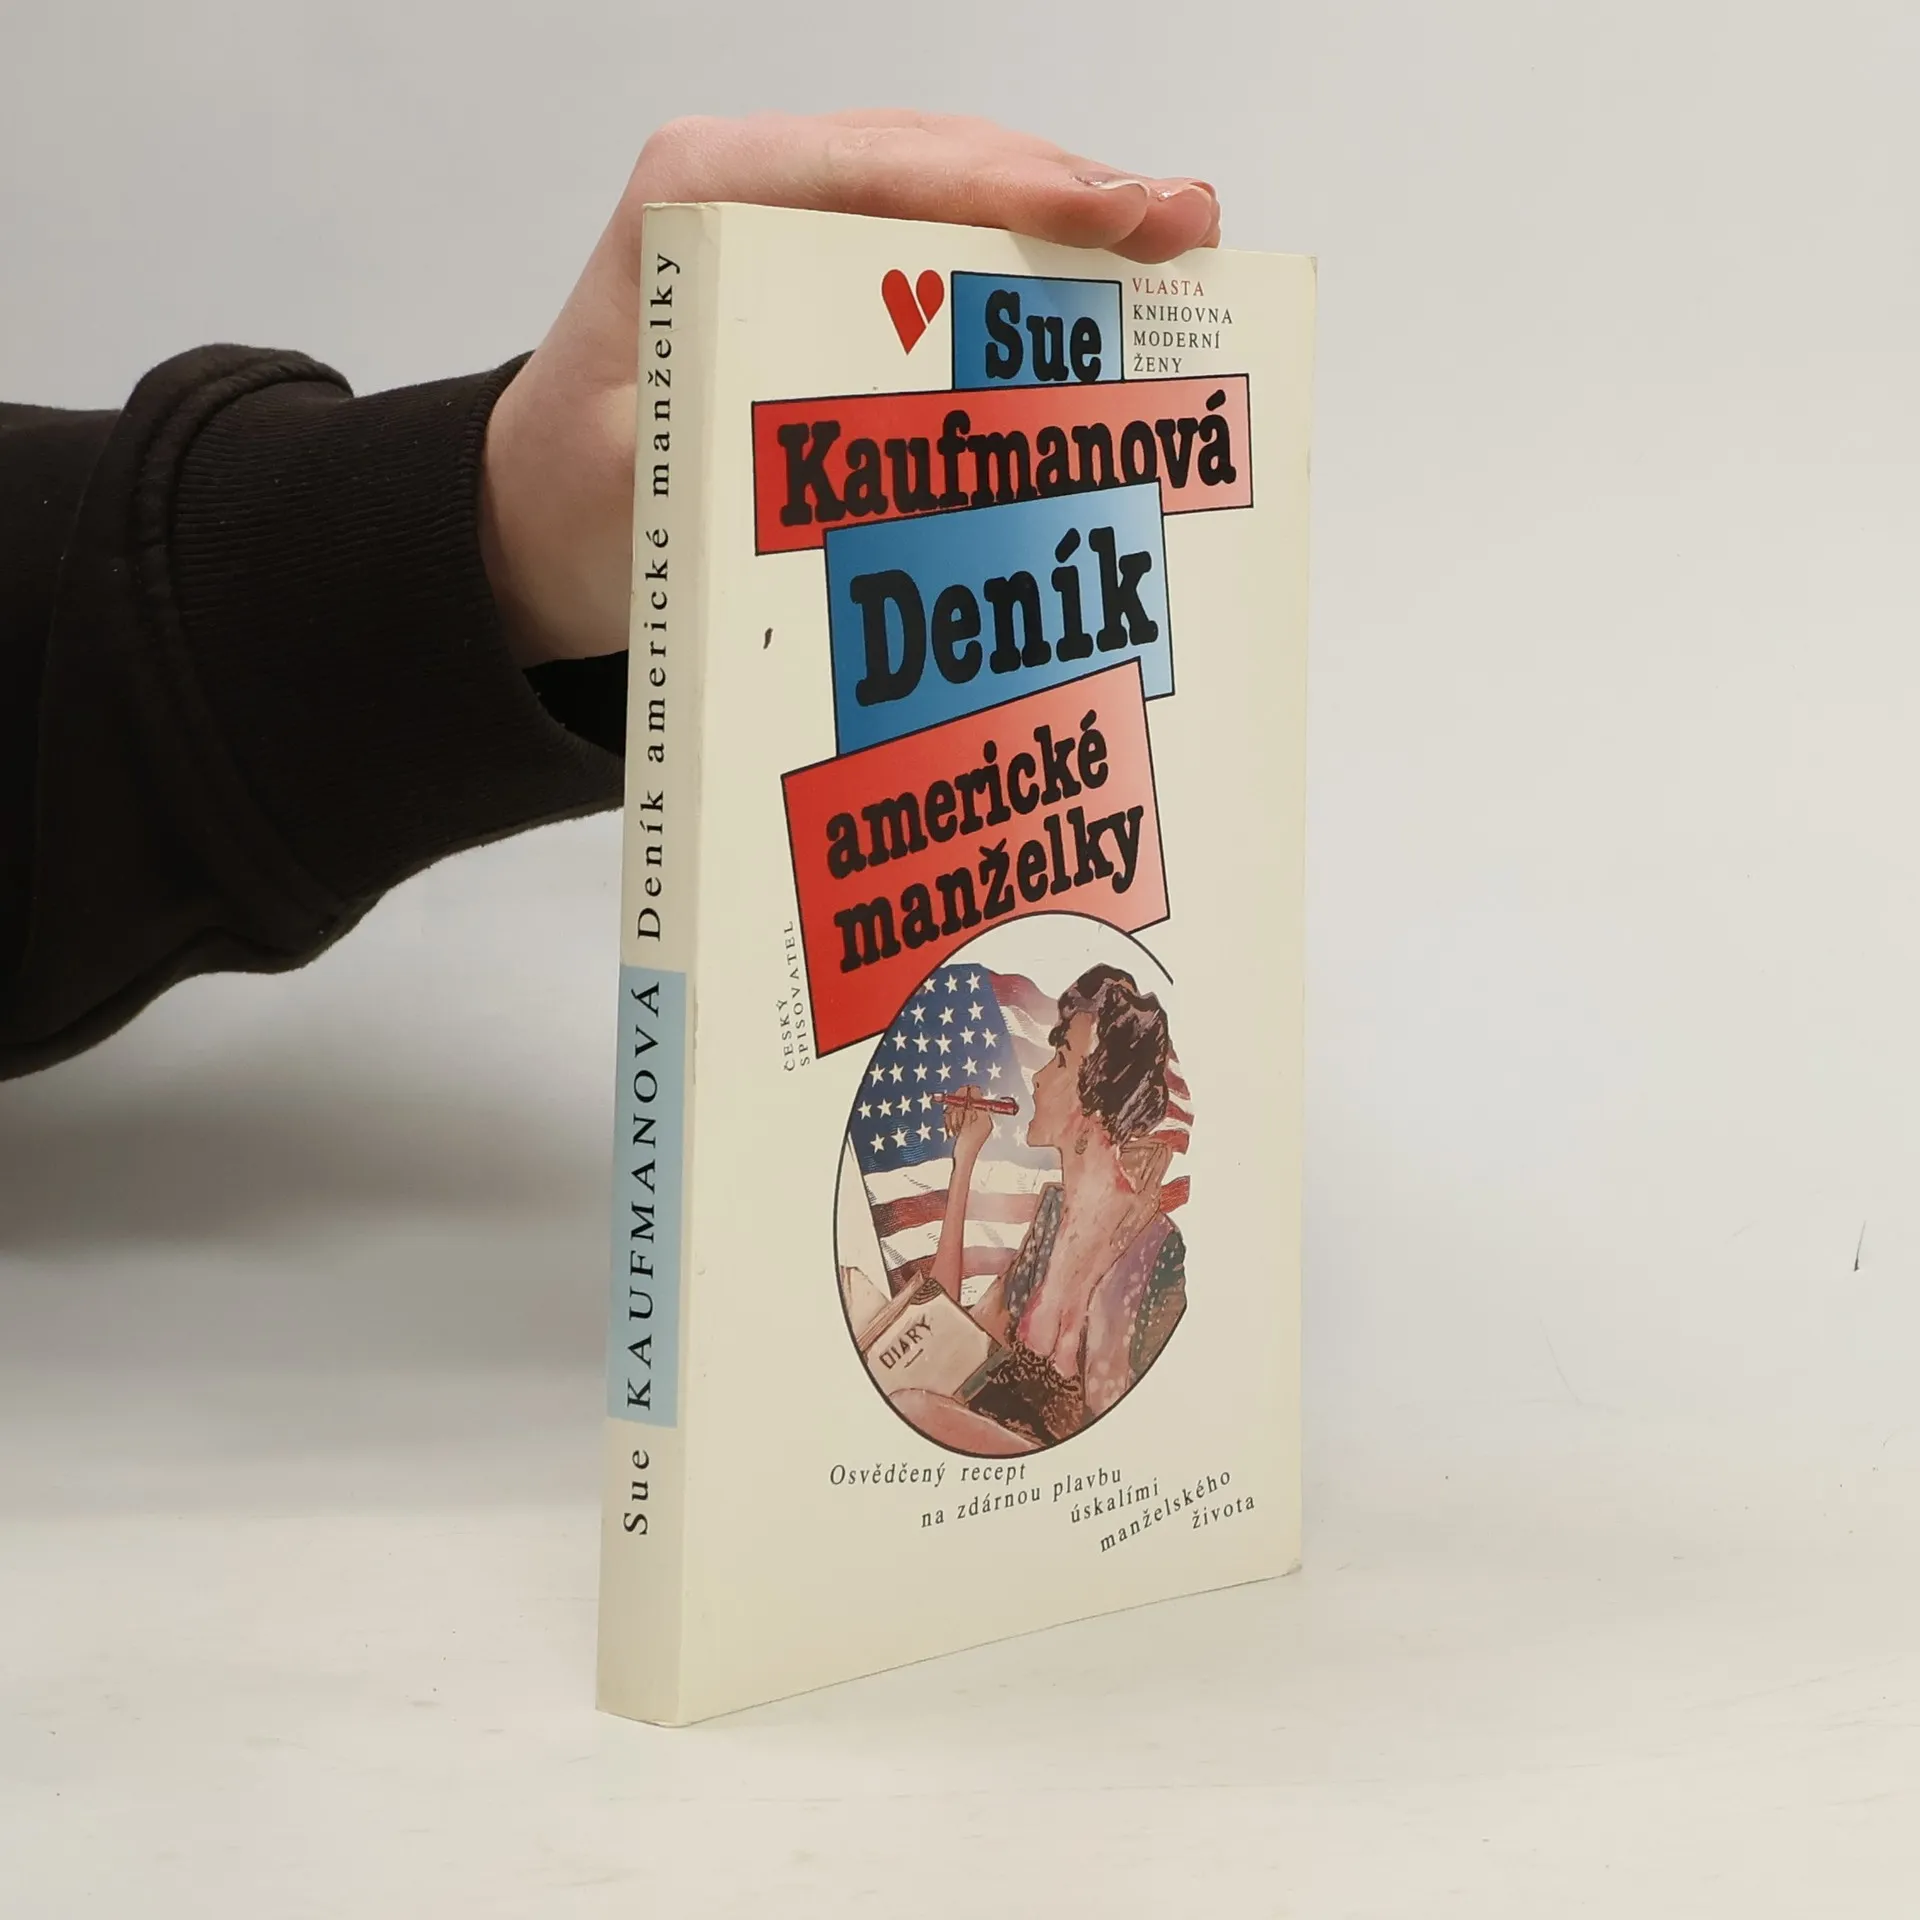 Sue KAUFMANOVÁ Deník americké manželky
VLASTA
KNIHOVNA
MODERNÍ
ŽENY
Sue
Kaufmanová
Deník
americké
manželky
ČESKÝ
SPISOVATEL
DIARY
Osvědčený recept
na zdárnou plavbu
úskalími
manželského
života